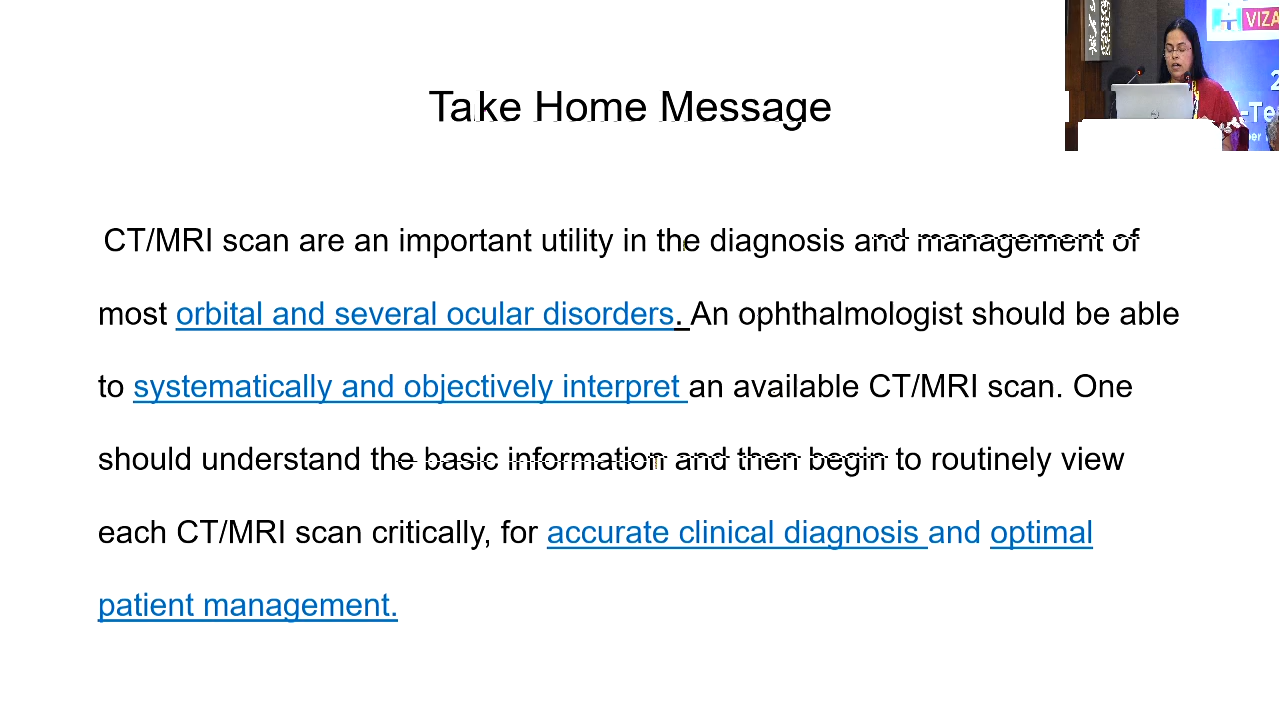 Take Home Message
CT/MRI scan are an important utility in the diagnosis and management of
most orbital and several ocular disorders. An ophthalmologist should be able
to systematically and objectively interpret an available CT/MRI scan. One
should understand the basic information and then begin to routinely view
each CT/MRI scan critically, for accurate clinical diagnosis and optimal
patient management.